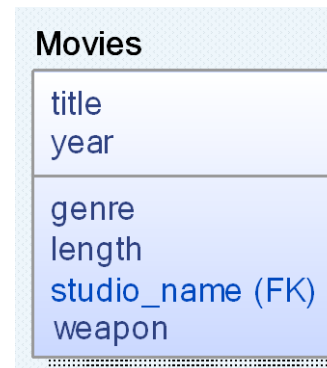 Movies
title
year
genre
length
studio_name (FK)
weapon